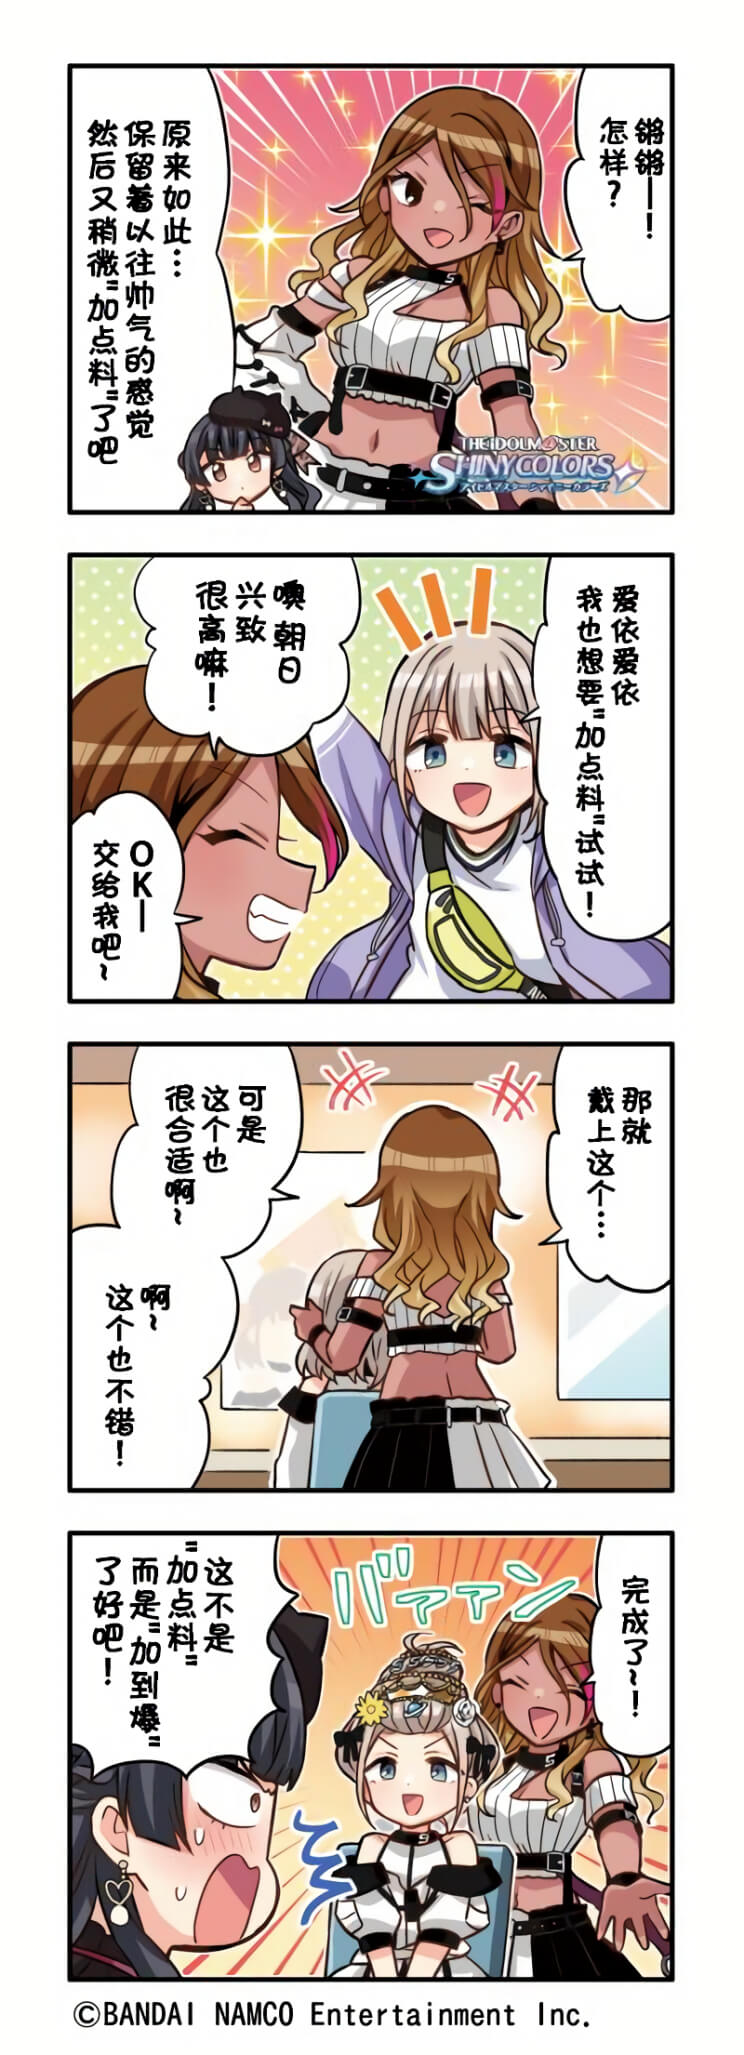 锵锵—！
怎样？
原来如此…
保留着以往帅气的感觉
然后又稍微"加点料"了吧
THE iDOLM@STER
SHINYCOLORS
アイドルマスターシャイニーカラーズ
爱依爱依
我也想要"加点料"试试！
噢 朝日
兴致
很高嘛！
OK—
交给我吧~
那就
戴上这个…
可是
这个也
很合适啊~
啊~
这个也不错！
完成了~！
バァァン
这不是
"加点料"
而是"加到爆"
了好吧！
©BANDAI NAMCO Entertainment Inc.